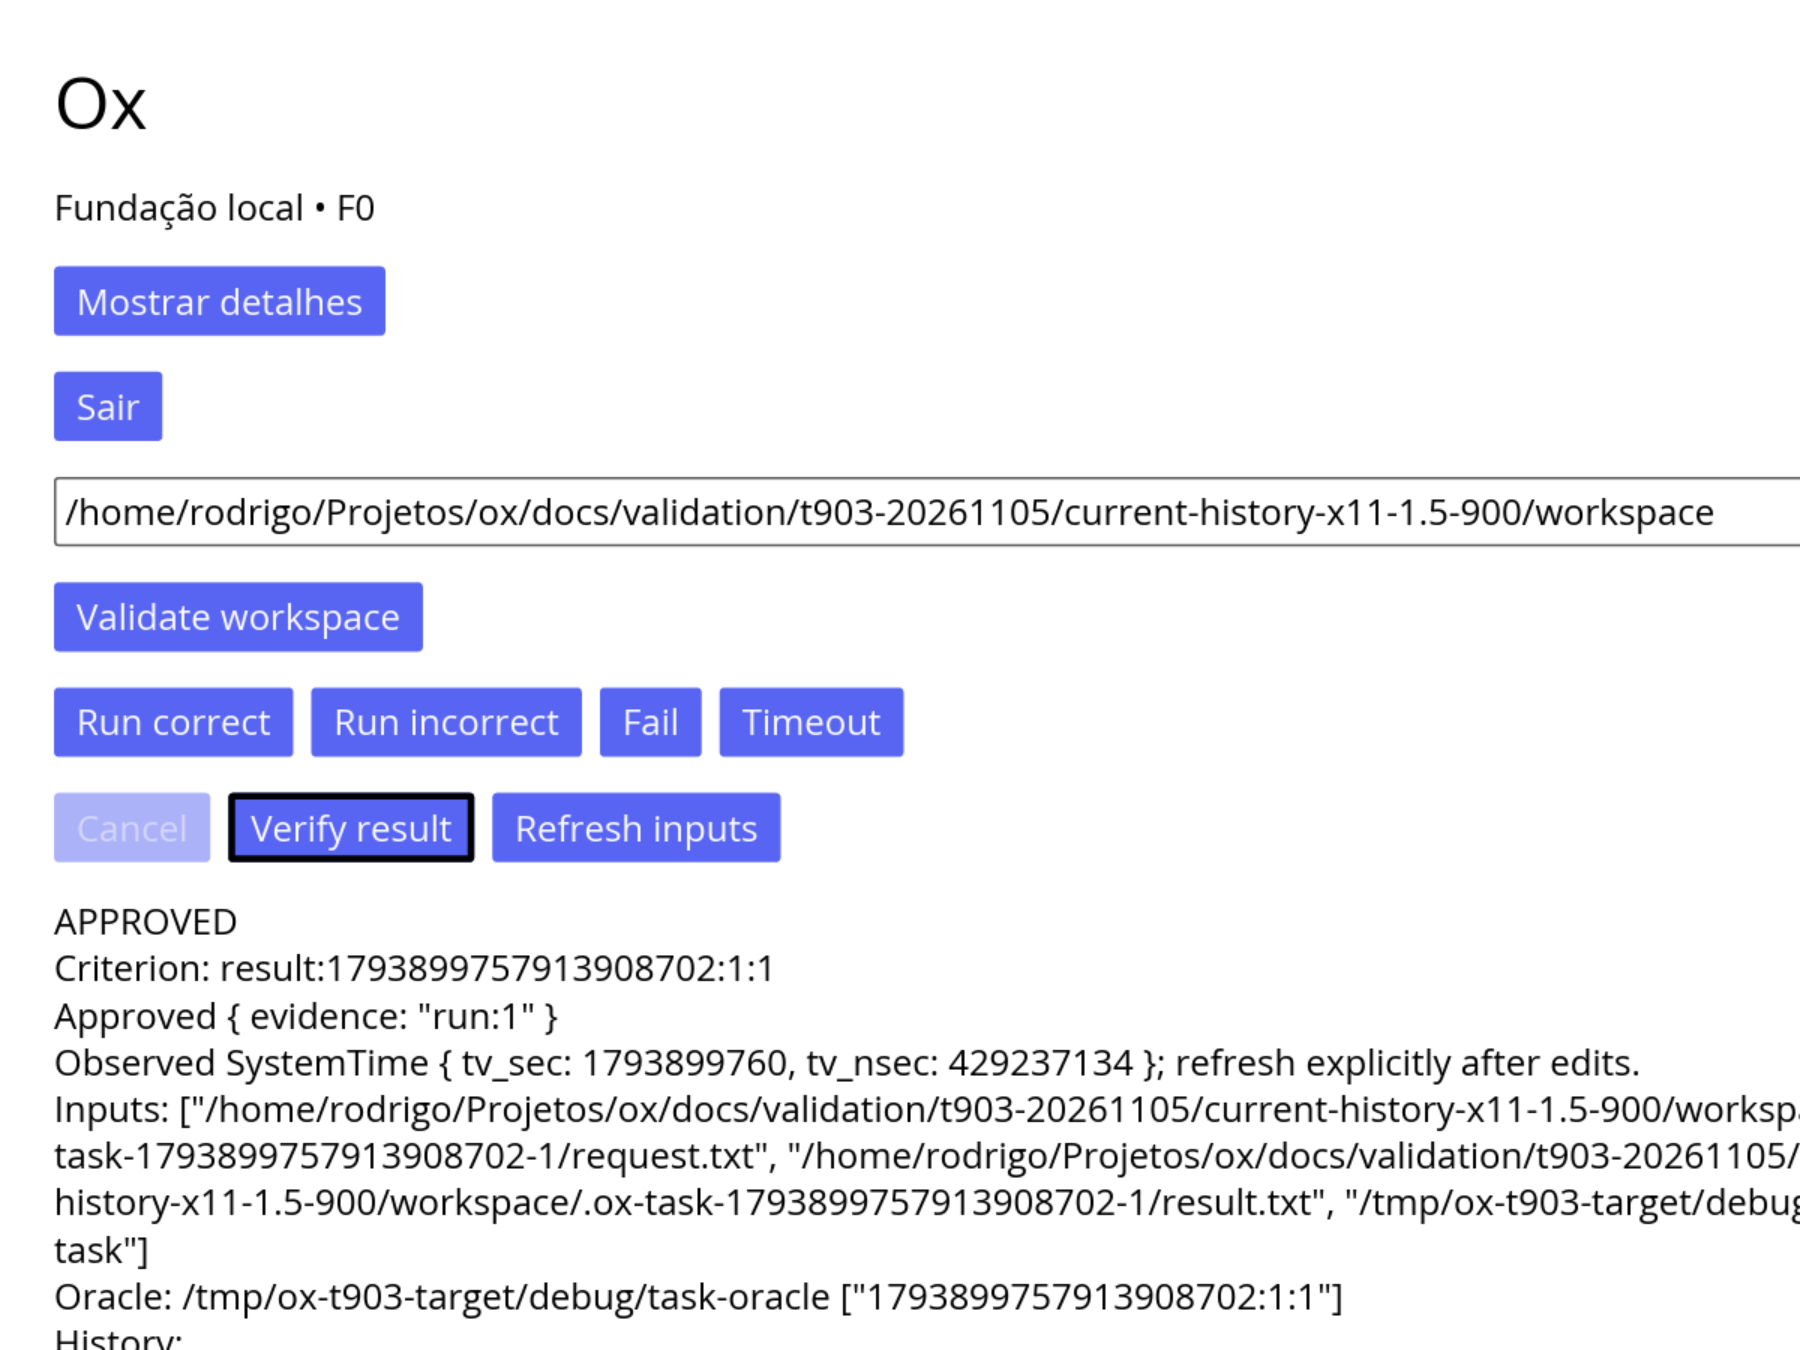 Ox
Fundação local • F0
Mostrar detalhes
Sair
/home/rodrigo/Projetos/ox/docs/validation/t903-20261105/current-history-x11-1.5-900/workspace
Validate workspace
Run correct Run incorrect Fail Timeout
Cancel Verify result Refresh inputs
APPROVED
Criterion: result:1793899757913908702:1:1
Approved { evidence: "run:1" }
Observed SystemTime { tv_sec: 1793899760, tv_nsec: 429237134 }; refresh explicitly after edits.
Inputs: ["/home/rodrigo/Projetos/ox/docs/validation/t903-20261105/current-history-x11-1.5-900/workspa
task-1793899757913908702-1/request.txt", "/home/rodrigo/Projetos/ox/docs/validation/t903-20261105/
history-x11-1.5-900/workspace/.ox-task-1793899757913908702-1/result.txt", "/tmp/ox-t903-target/debug
task"]
Oracle: /tmp/ox-t903-target/debug/task-oracle ["1793899757913908702:1:1"]
History: